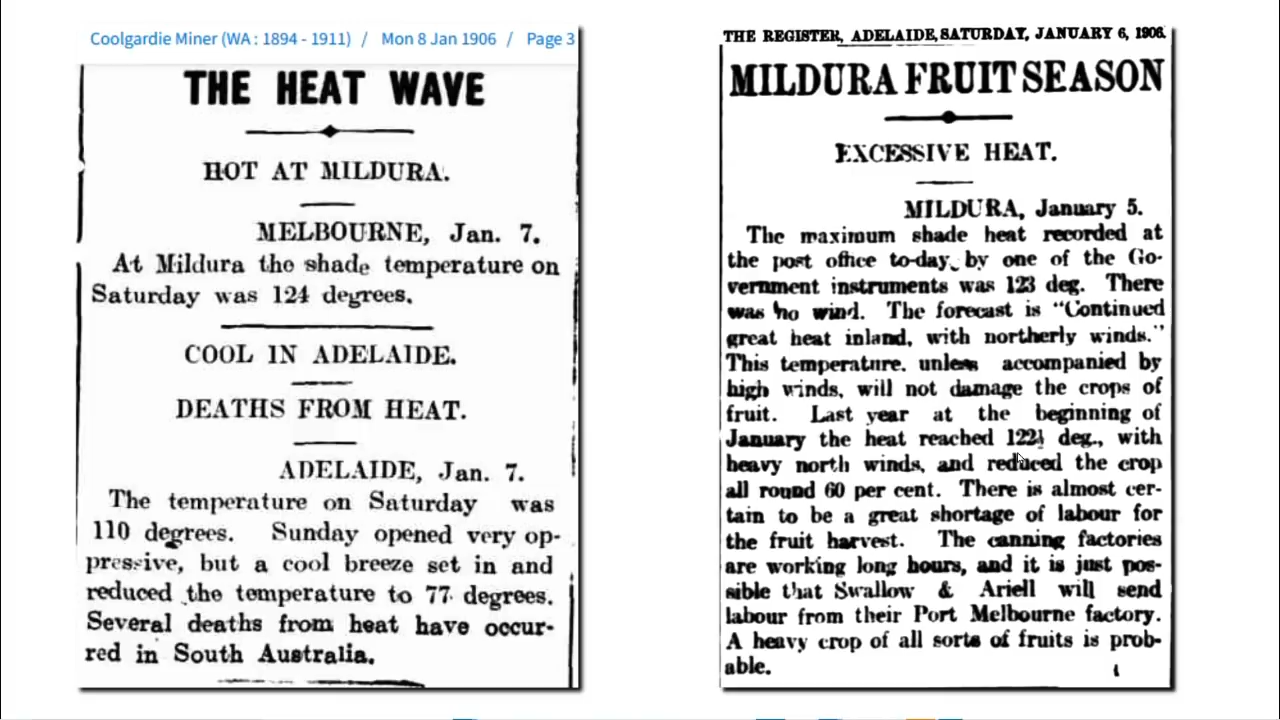 Coolgardie Miner (WA : 1894 - 1911) / Mon 8 Jan 1906 / Page 3
THE HEAT WAVE
HOT AT MILDURA.
MELBOURNE, Jan. 7.
At Mildura the shade temperature on
Saturday was 124 degrees.
COOL IN ADELAIDE.
DEATHS FROM HEAT.
ADELAIDE, Jan. 7.
The temperature on Saturday was
110 degrees. Sunday opened very op-
pressive, but a cool breeze set in and
reduced the temperature to 77 degrees.
Several deaths from heat have occur-
red in South Australia.
THE REGISTER, ADELAIDE, SATURDAY, JANUARY 6, 1906.
MILDURA FRUIT SEASON
EXCESSIVE HEAT.
MILDURA, January 5.
The maximum shade heat recorded at
the post office to-day by one of the Go-
vernment instruments was 123 deg. There
was no wind. The forecast is "Continued
great heat inland, with northerly winds."
This temperature, unless accompanied by
high winds, will not damage the crops of
fruit. Last year at the beginning of
January the heat reached 122½ deg., with
heavy north winds, and reduced the crop
all round 60 per cent. There is almost cer-
tain to be a great shortage of labour for
the fruit harvest. The canning factories
are working long hours, and it is just pos-
sible that Swallow & Ariell will send
labour from their Port Melbourne factory.
A heavy crop of all sorts of fruits is prob-
able.